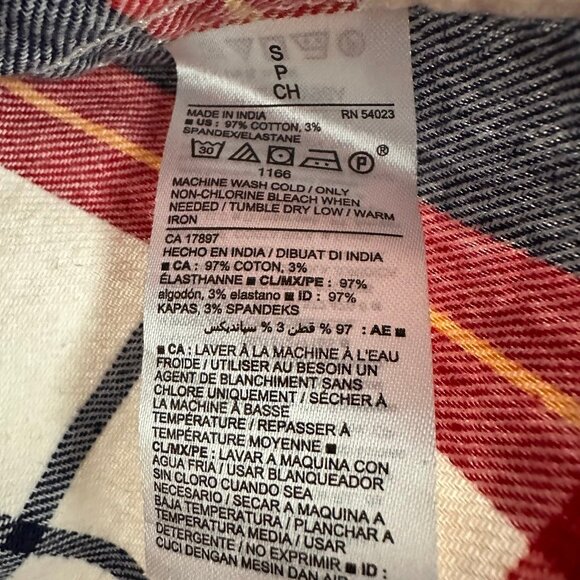 S
P
CH
MADE IN INDIA RN 54023
■ US : 97% COTTON, 3%
SPANDEX/ELASTANE
30 P ®
1166
MACHINE WASH COLD / ONLY
NON-CHLORINE BLEACH WHEN
NEEDED / TUMBLE DRY LOW / WARM
IRON
CA 17897
HECHO EN INDIA / DIBUAT DI INDIA
■ CA : 97% COTON, 3%
ÉLASTHANNE ■ CL/MX/PE : 97%
algodón, 3% elastano ■ ID : 97%
KAPAS, 3% SPANDEKS
■ AE : 97 % قطن 3 % سپانديكس
■ CA : LAVER À LA MACHINE À L'EAU
FROIDE / UTILISER AU BESOIN UN
AGENT DE BLANCHIMENT SANS
CHLORE UNIQUEMENT / SÉCHER À
LA MACHINE À BASSE
TEMPÉRATURE / REPASSER À
TEMPÉRATURE MOYENNE ■
CL/MX/PE : LAVAR A MAQUINA CON
AGUA FRIA / USAR BLANQUEADOR
SIN CLORO CUANDO SEA
NECESARIO / SECAR A MAQUINA A
BAJA TEMPERATURA / PLANCHAR A
TEMPERATURA MEDIA / USAR
DETERGENTE / NO EXPRIMIR ■ ID :
CUCI DENGAN MESIN DAN AIR